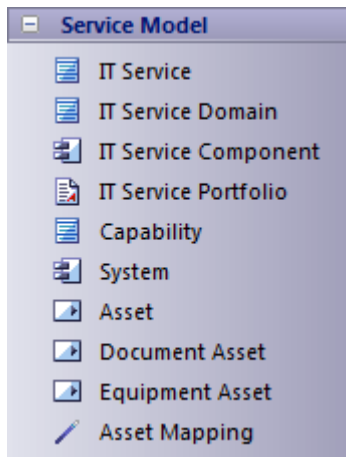 Service Model
IT Service
IT Service Domain
IT Service Component
IT Service Portfolio
Capability
System
Asset
Document Asset
Equipment Asset
Asset Mapping